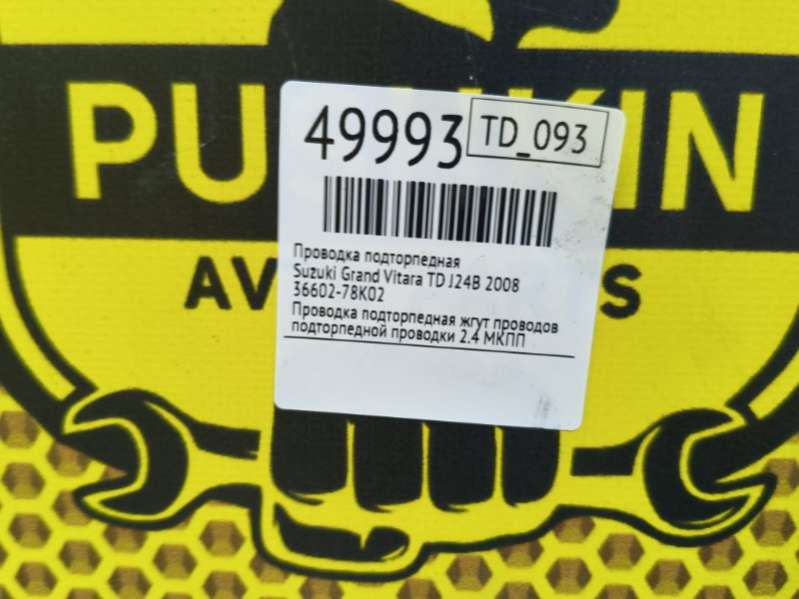 49993
TD_093
Проводка подторпедная
Suzuki Grand Vitara TD J24B 2008
36602-78K02
Проводка подторпедная жгут проводов
подторпедной проводки 2.4 МКПП